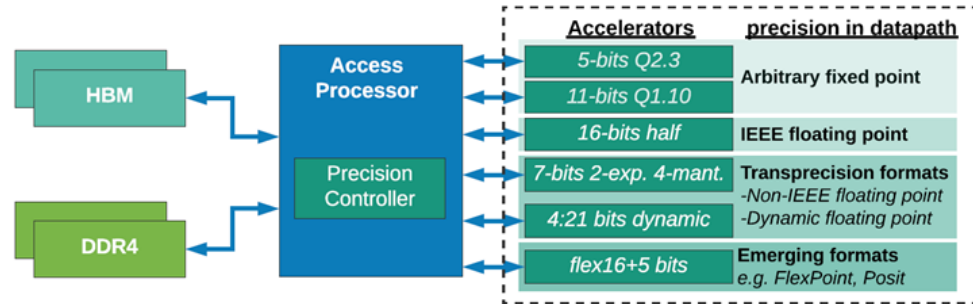 HBM
DDR4
Access
Processor
Precision
Controller
Accelerators
precision in datapath
5-bits Q2.3
11-bits Q1.10
Arbitrary fixed point
16-bits half
IEEE floating point
7-bits 2-exp. 4-mant.
4:21 bits dynamic
Transprecision formats
-Non-IEEE floating point
-Dynamic floating point
flex16+5 bits
Emerging formats
e.g. FlexPoint, Posit